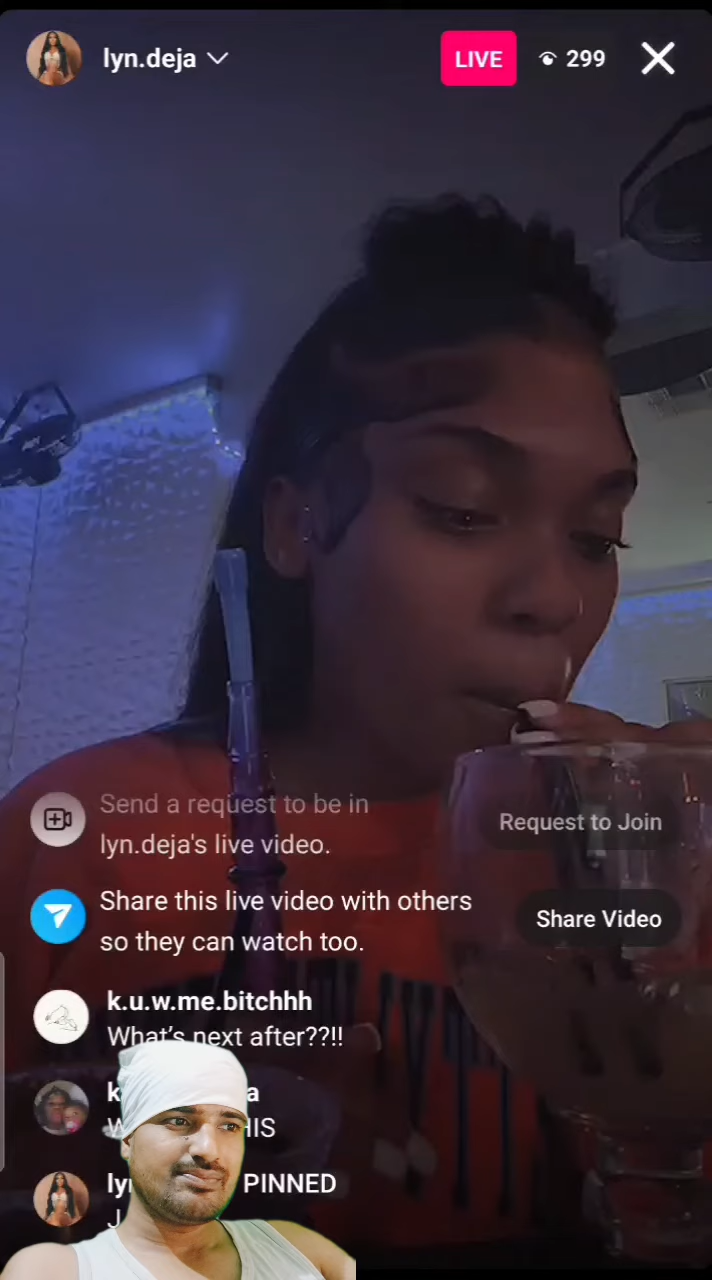 lyn.deja
LIVE
299
Send a request to be in
lyn.deja's live video.
Request to Join
Share this live video with others
so they can watch too.
Share Video
k.u.w.me.bitchhh
What's next after??!!
PINNED